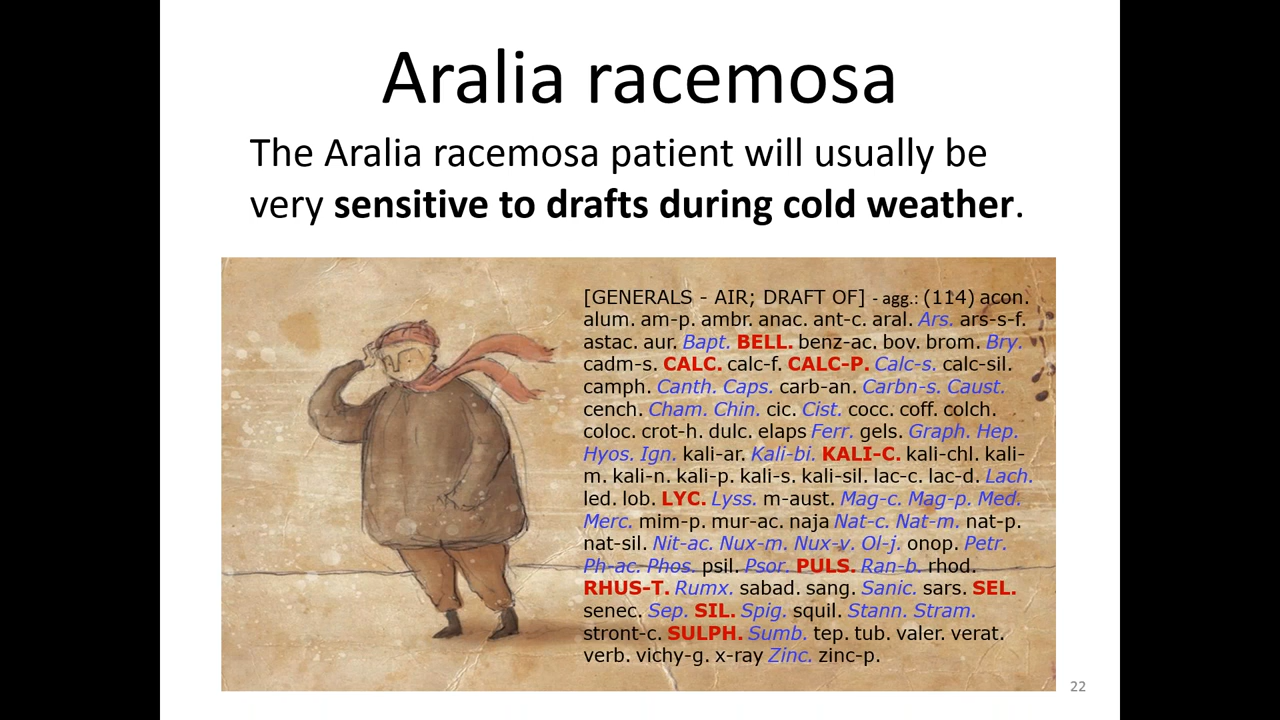 Aralia racemosa
The Aralia racemosa patient will usually be
very sensitive to drafts during cold weather.
[GENERALS - AIR; DRAFT OF] - agg.: (114) acon.
alum. am-p. ambr. anac. ant-c. aral. Ars. ars-s-f.
astac. aur. Bapt. BELL. benz-ac. bov. brom. Bry.
cadm-s. CALC. calc-f. CALC-P. Calc-s. calc-sil.
camph. Canth. Caps. carb-an. Carbn-s. Caust.
cench. Cham. Chin. cic. Cist. cocc. coff. colch.
coloc. crot-h. dulc. elaps Ferr. gels. Graph. Hep.
Hyos. Ign. kali-ar. Kali-bi. KALI-C. kali-chl. kali-
m. kali-n. kali-p. kali-s. kali-sil. lac-c. lac-d. Lach.
led. lob. LYC. Lyss. m-aust. Mag-c. Mag-p. Med.
Merc. mim-p. mur-ac. naja Nat-c. Nat-m. nat-p.
nat-sil. Nit-ac. Nux-m. Nux-v. Ol-j. onop. Petr.
Ph-ac. Phos. psil. Psor. PULS. Ran-b. rhod.
RHUS-T. Rumx. sabad. sang. Sanic. sars. SEL.
senec. Sep. SIL. Spig. squil. Stann. Stram.
stront-c. SULPH. Sumb. tep. tub. valer. verat.
verb. vichy-g. x-ray Zinc. zinc-p.
22